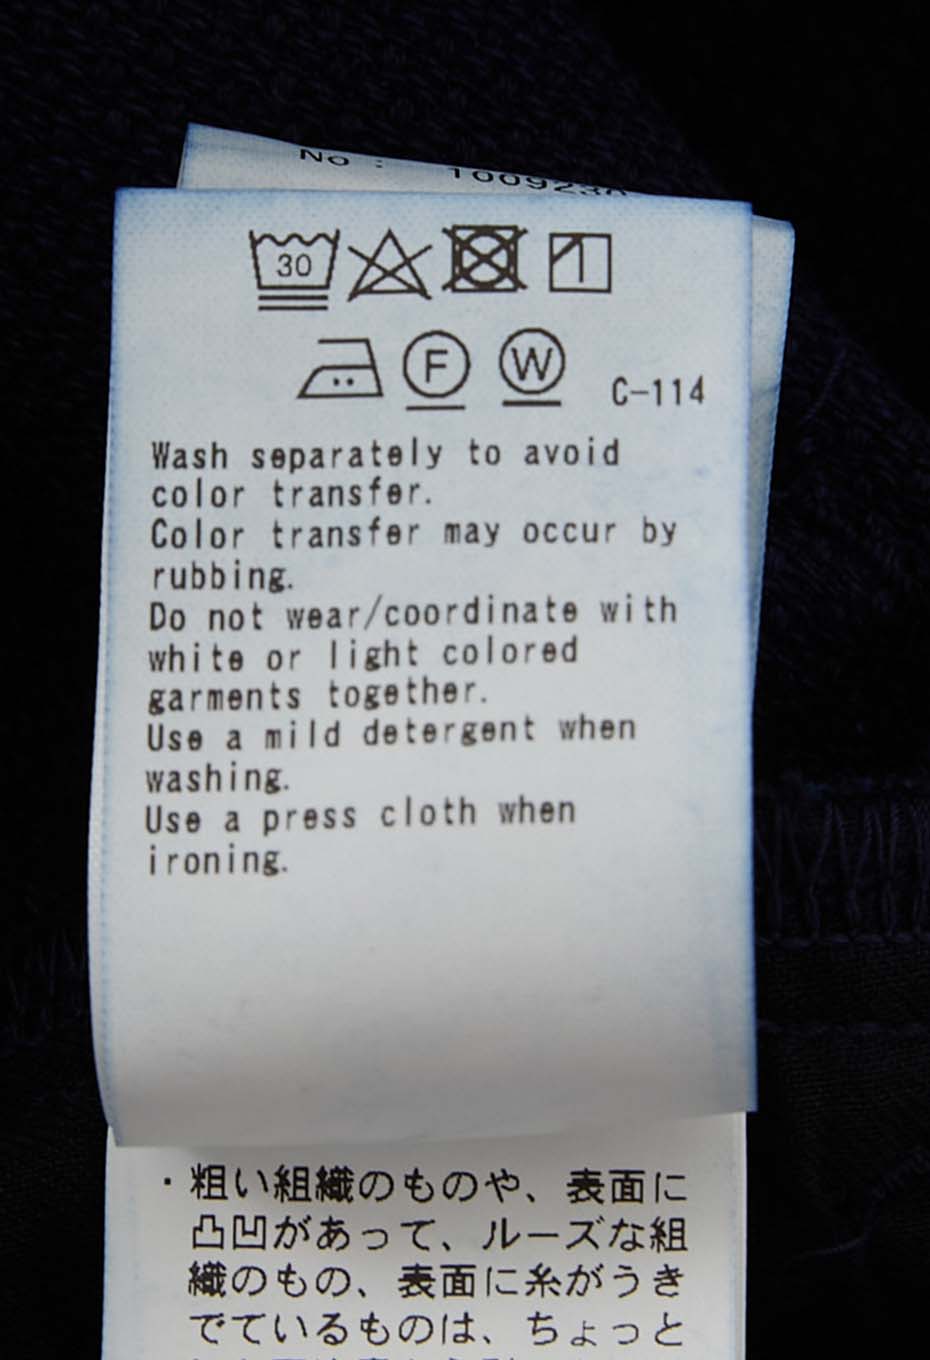 No : 1009230
30
F W C-114
Wash separately to avoid
color transfer.
Color transfer may occur by
rubbing.
Do not wear/coordinate with
white or light colored
garments together.
Use a mild detergent when
washing.
Use a press cloth when
ironing.
・粗い組織のものや、表面に
凸凹があって、ルーズな組
織のもの、表面に糸がうき
でているものは、ちょっと